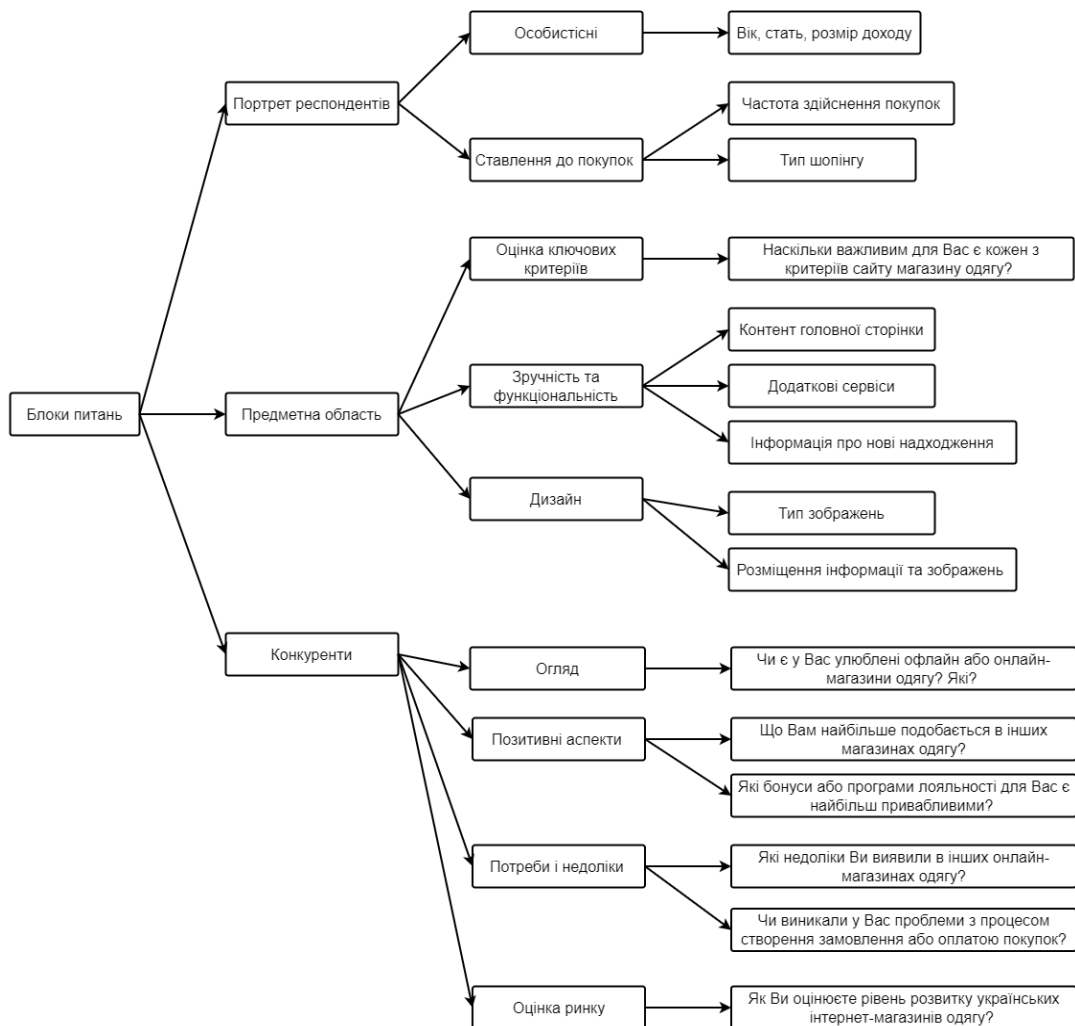 Особистісні
Вік, стать, розмір доходу
Портрет респондентів
Частота здійснення покупок
Ставлення до покупок
Тип шопінгу
Оцінка ключових
критеріїв
Наскільки важливим для Вас є кожен з
критеріїв сайту магазину одягу?
Контент головної сторінки
Зручність та
функціональність
Додаткові сервіси
Блоки питань
Предметна область
Інформація про нові надходження
Дизайн
Тип зображень
Розміщення інформації та зображень
Конкуренти
Огляд
Чи є у Вас улюблені офлайн або онлайн-
магазини одягу? Які?
Позитивні аспекти
Що Вам найбільше подобається в інших
магазинах одягу?
Які бонуси або програми лояльності для Вас є
найбільш привабливими?
Потреби і недоліки
Які недоліки Ви виявили в інших онлайн-
магазинах одягу?
Чи виникали у Вас проблеми з процесом
створення замовлення або оплатою покупок?
Оцінка ринку
Як Ви оцінюєте рівень розвитку українських
інтернет-магазинів одягу?